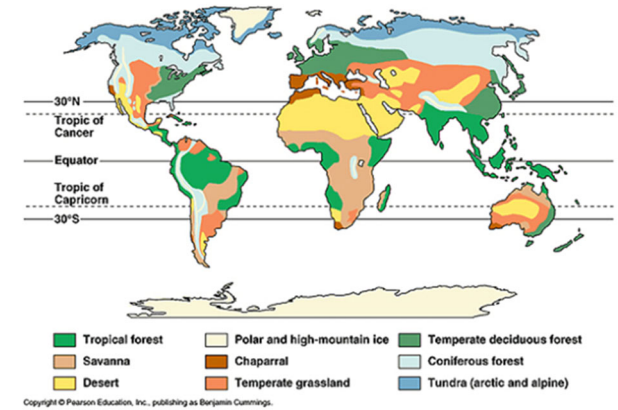 30°N
Tropic of
Cancer
Equator
Tropic of
Capricorn
30°S
Tropical forest
Polar and high-mountain ice
Temperate deciduous forest
Savanna
Chaparral
Coniferous forest
Desert
Temperate grassland
Tundra (arctic and alpine)
Copyright © Pearson Education, Inc., publishing as Benjamin Cummings.